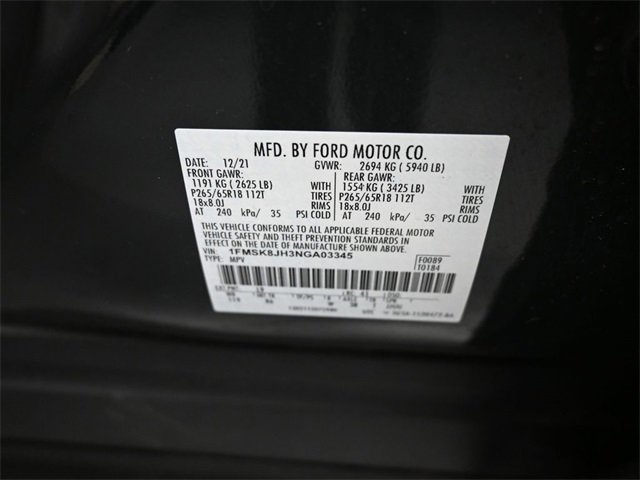 MFD. BY FORD MOTOR CO.
DATE: 12/21 GVWR: 2694 KG ( 5940 LB)
FRONT GAWR: REAR GAWR:
1191 KG ( 2625 LB) WITH 1554 KG ( 3425 LB) WITH
P265/65R18 112T TIRES P265/65R18 112T TIRES
18x8.0J RIMS 18x8.0J RIMS
AT 240 kPa/ 35 PSI COLD AT 240 kPa/ 35 PSI COLD
THIS VEHICLE CONFORMS TO ALL APPLICABLE FEDERAL MOTOR
VEHICLE SAFETY AND THEFT PREVENTION STANDARDS IN EFFECT ON
THE DATE OF MANUFACTURE SHOWN ABOVE.
VIN: 1FMSK8JH3NGA03345 F0089
TYPE: MPV T0184